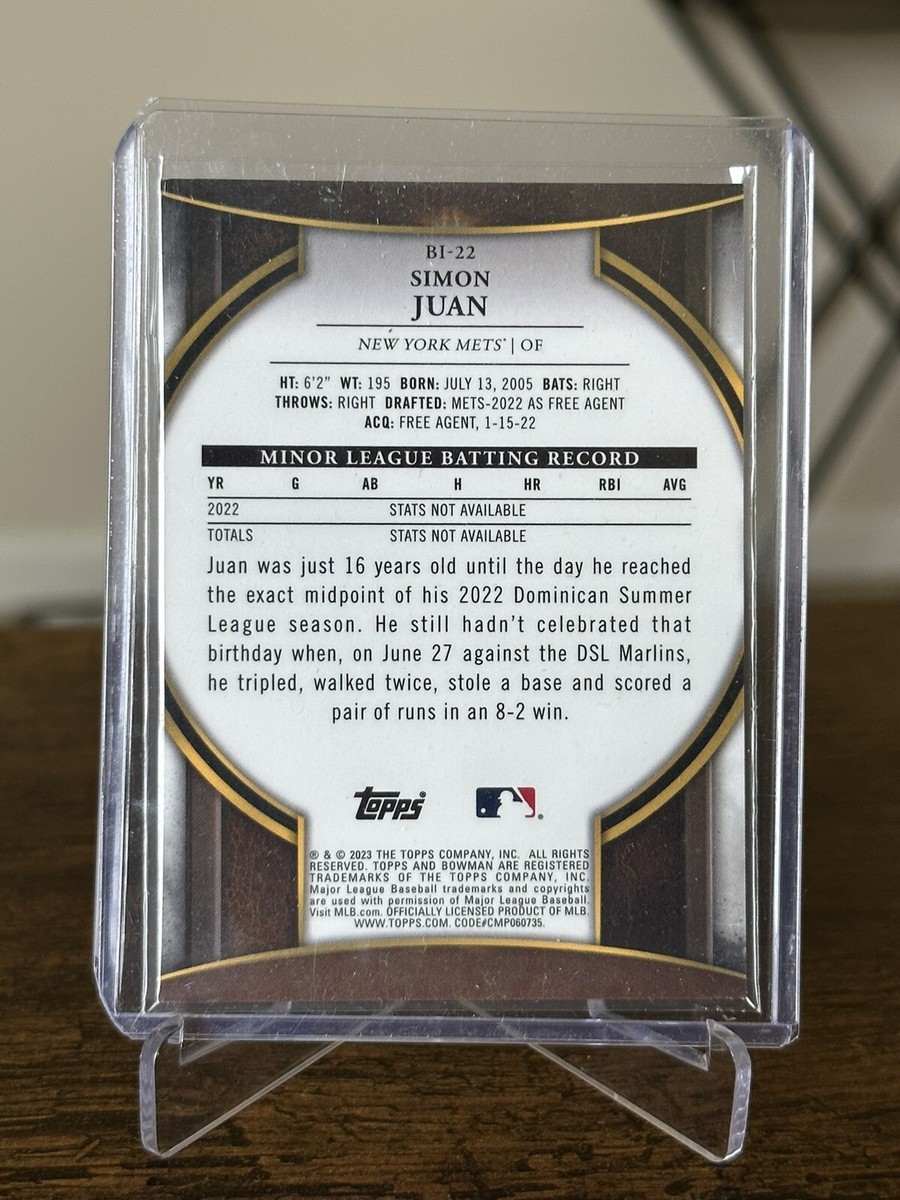 BI-22
SIMON
JUAN
NEW YORK METS® | OF
HT: 6'2" WT: 195 BORN: JULY 13, 2005 BATS: RIGHT
THROWS: RIGHT DRAFTED: METS-2022 AS FREE AGENT
ACQ: FREE AGENT, 1-15-22
MINOR LEAGUE BATTING RECORD
YR G AB H HR RBI AVG
2022 STATS NOT AVAILABLE
TOTALS STATS NOT AVAILABLE
Juan was just 16 years old until the day he reached
the exact midpoint of his 2022 Dominican Summer
League season. He still hadn't celebrated that
birthday when, on June 27 against the DSL Marlins,
he tripled, walked twice, stole a base and scored a
pair of runs in an 8-2 win.
topps ®
® & © 2023 THE TOPPS COMPANY, INC. ALL RIGHTS
RESERVED. TOPPS AND BOWMAN ARE REGISTERED
TRADEMARKS OF THE TOPPS COMPANY, INC.
Major League Baseball trademarks and copyrights
are used with permission of Major League Baseball.
Visit MLB.com. OFFICIALLY LICENSED PRODUCT OF MLB.
WWW.TOPPS.COM. CODE#CMP060735.